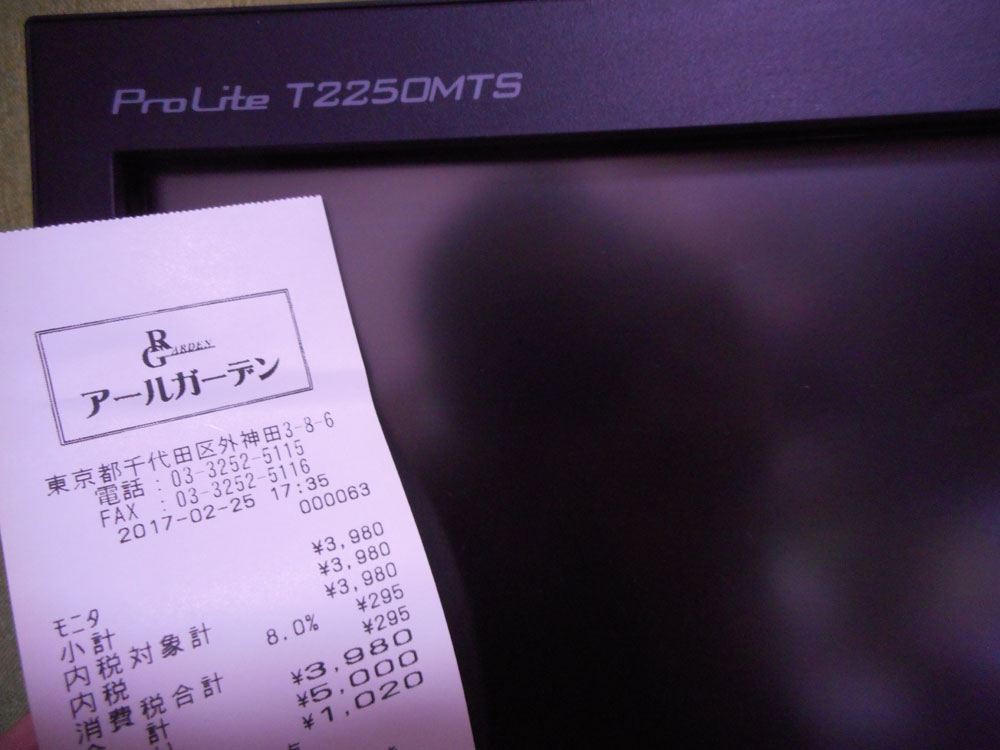 ProLite T2250MTS
RGARDEN
アールガーデン
東京都千代田区外神田3-8-6
電話 : 03-3252-5115
FAX : 03-3252-5116
2017-02-25 17:35
000063
モニタ ¥3,980
小計 ¥3,980
内税対象計 ¥3,980
内税 8.0% ¥295
消費税合計 ¥295
計 ¥3,980
¥5,000
¥1,020